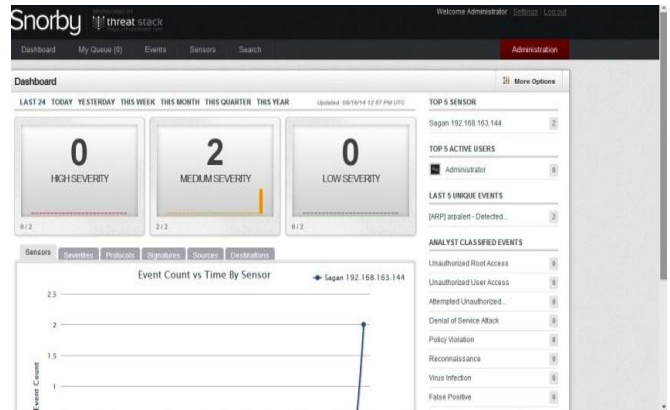 Snorby
threat stack
Welcome Administrator Settings Log out
Dashboard My Queue (0) Events Sensors Search Administration
Dashboard
More Options
LAST 24 TODAY YESTERDAY THIS WEEK THIS MONTH THIS QUARTER THIS YEAR
Updated: 09/16/14 12:57 PM UTC
0
HIGH SEVERITY
0 / 2
2
MEDIUM SEVERITY
2 / 2
0
LOW SEVERITY
0 / 2
Sensors Severities Protocols Signatures Sources Destinations
Event Count vs Time By Sensor
Sagan 192.168.163.144
2.5
2
1.5
1
Event Count
TOP 5 SENSOR
Sagan 192.168.163.144 2
TOP 5 ACTIVE USERS
Administrator 0
LAST 5 UNIQUE EVENTS
[ARP] arpalert - Detected... 2
ANALYST CLASSIFIED EVENTS
Unauthorized Root Access 0
Unauthorized User Access 0
Attempted Unauthorized... 0
Denial of Service Attack 0
Policy Violation 0
Reconnaissance 0
Virus Infection 0
False Positive 0